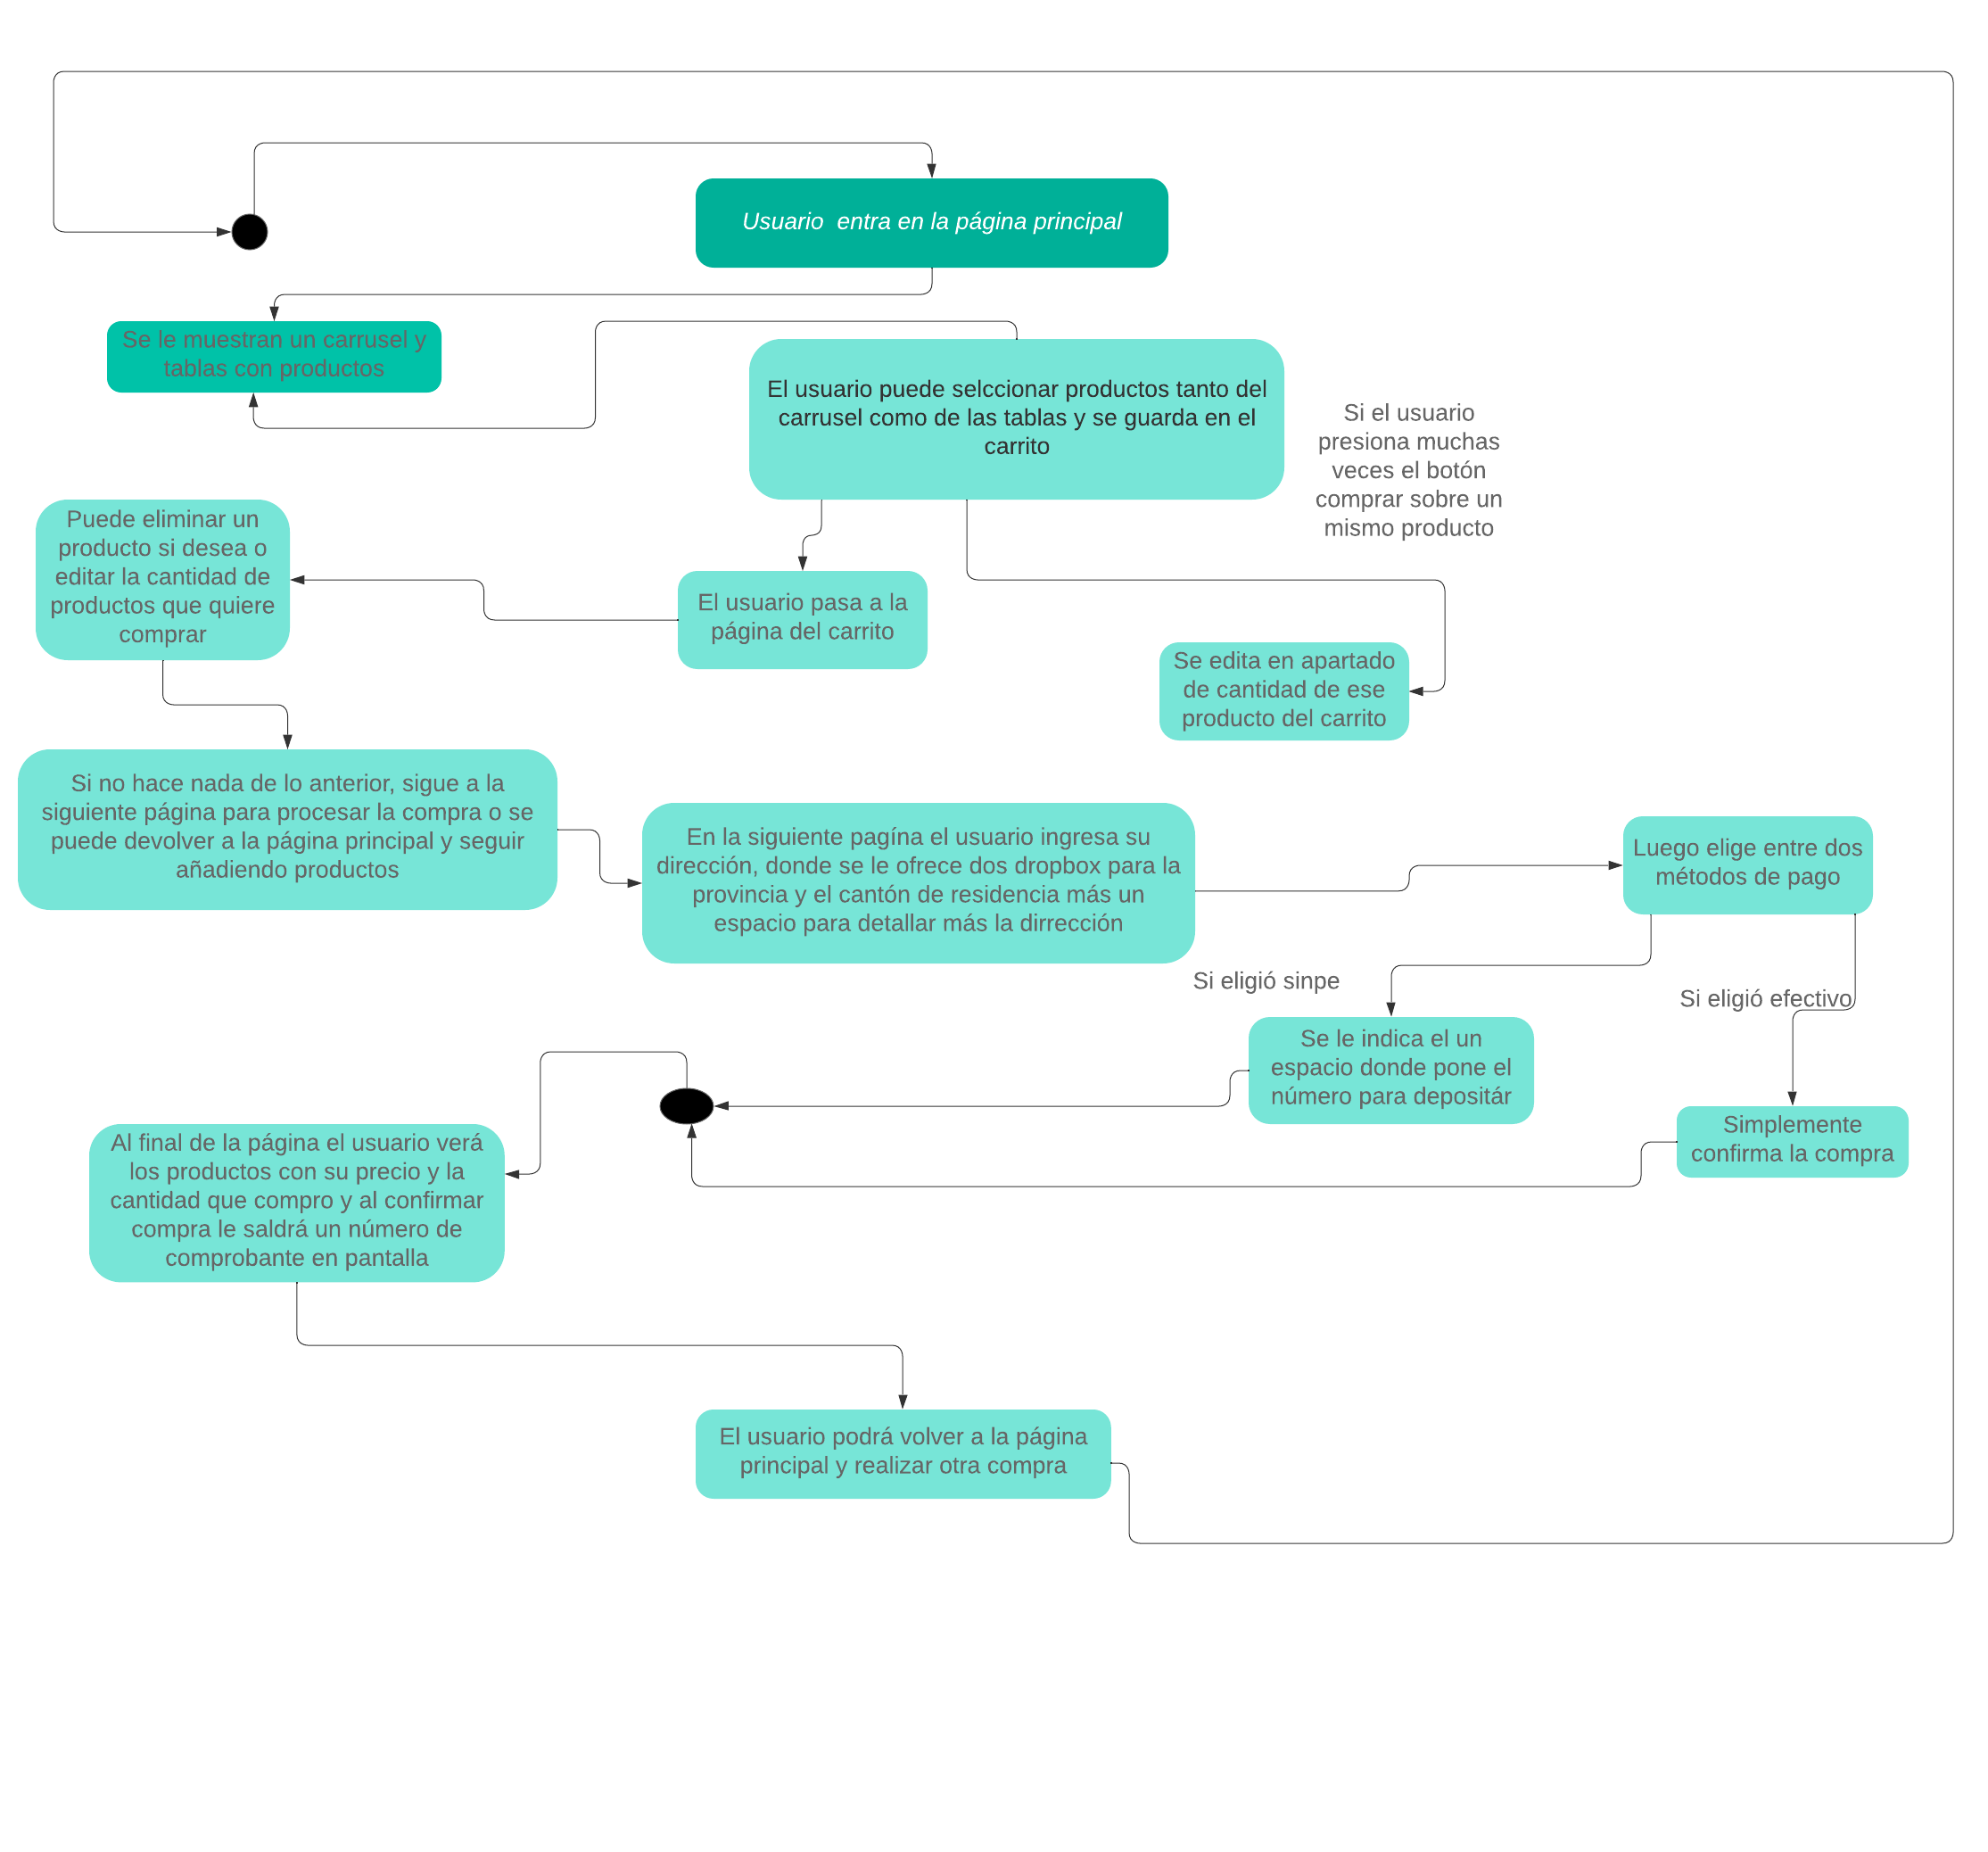 Usuario  entra en la página principal
Se le muestran un carrusel y
tablas con productos
El usuario puede selccionar productos tanto del
carrusel como de las tablas y se guarda en el
carrito
Si el usuario
presiona muchas
veces el botón
comprar sobre un
mismo producto
Puede eliminar un
producto si desea o
editar la cantidad de
productos que quiere
comprar
El usuario pasa a la
página del carrito
Se edita en apartado
de cantidad de ese
producto del carrito
Si no hace nada de lo anterior, sigue a la
siguiente página para procesar la compra o se
puede devolver a la página principal y seguir
añadiendo productos
En la siguiente pagína el usuario ingresa su
dirección, donde se le ofrece dos dropbox para la
provincia y el cantón de residencia más un
espacio para detallar más la dirrección
Luego elige entre dos
métodos de pago
Si eligió sinpe
Si eligió efectivo
Se le indica el un
espacio donde pone el
número para depositár
Simplemente
confirma la compra
Al final de la página el usuario verá
los productos con su precio y la
cantidad que compro y al confirmar
compra le saldrá un número de
comprobante en pantalla
El usuario podrá volver a la página
principal y realizar otra compra